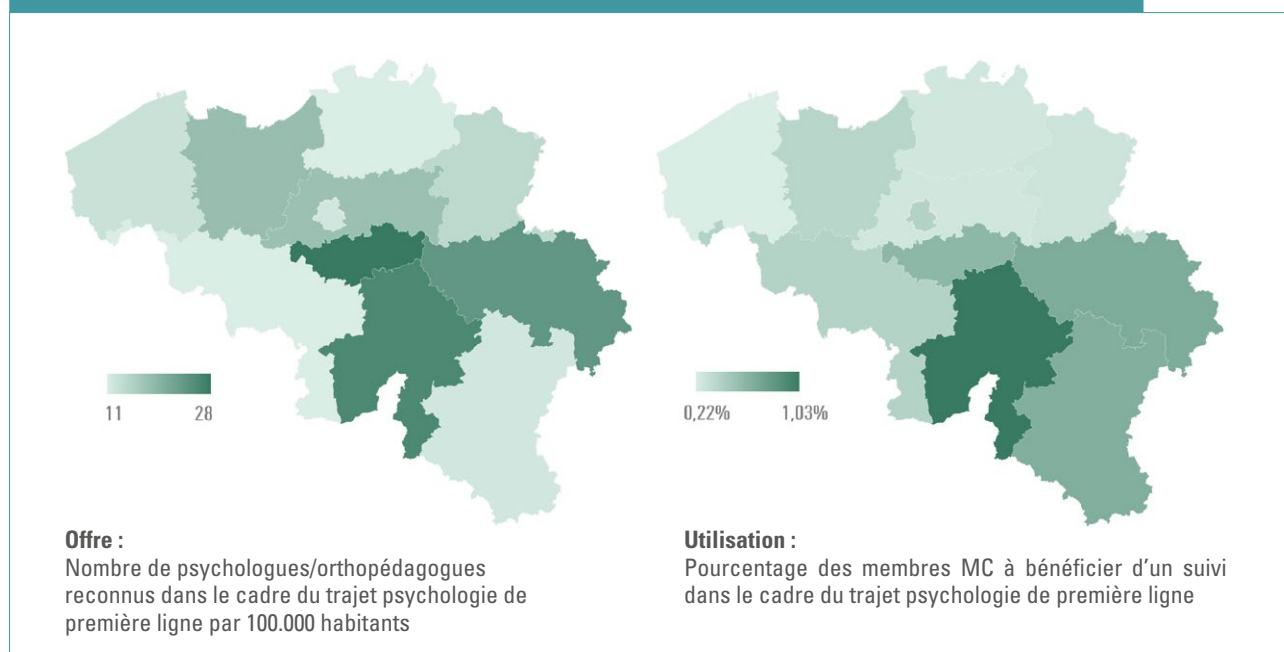 11 28
0,22% 1,03%
Offre :
Nombre de psychologues/orthopédagogues
reconnus dans le cadre du trajet psychologie de
première ligne par 100.000 habitants
Utilisation :
Pourcentage des membres MC à bénéficier d'un suivi
dans le cadre du trajet psychologie de première ligne